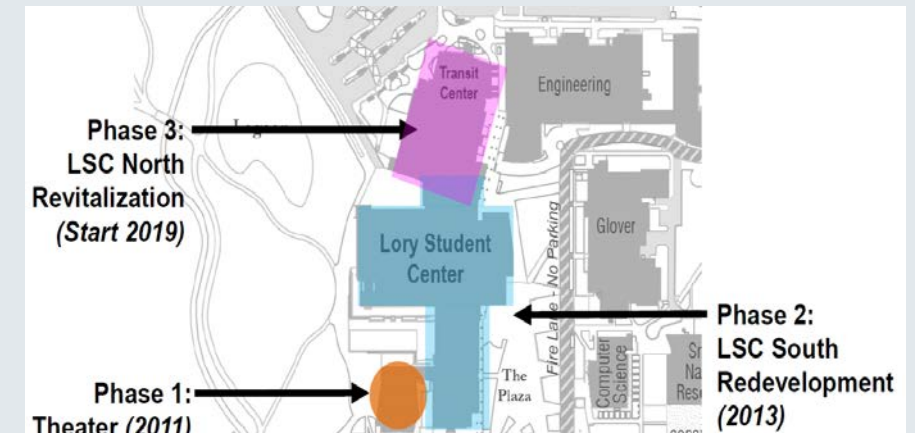 Transit
Center
Engineering
Phase 3:
LSC North
Revitalization
(Start 2019)
Glover
Lory Student
Center
Fire Lane - No Parking
Phase 2:
LSC South
Redevelopment
(2013)
Computer
Science
The
Plaza
Phase 1:
Theater (2011)